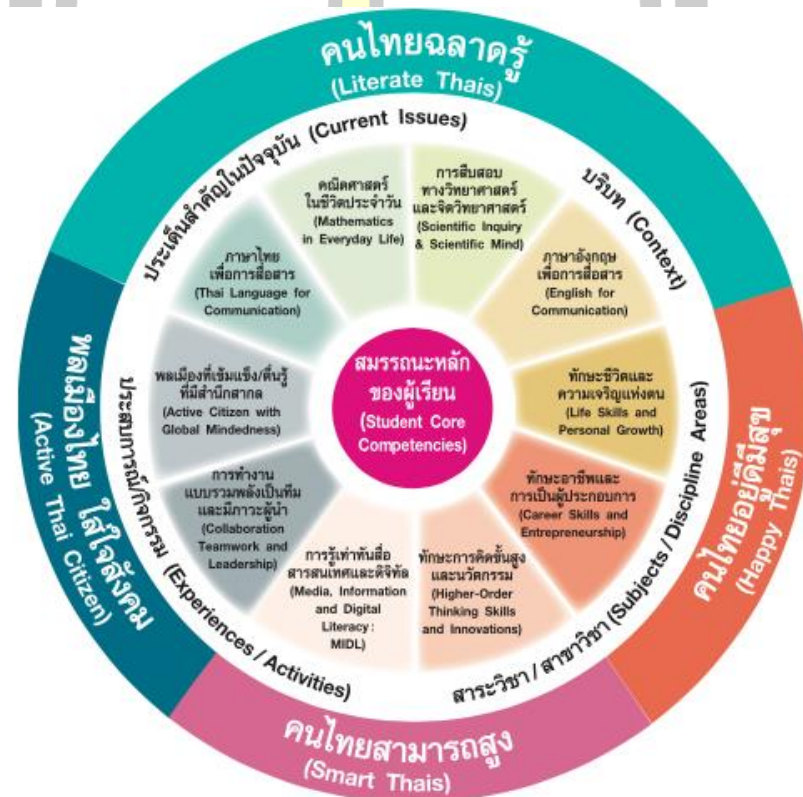 คนไทยฉลาดรู้
(Literate Thais)
ประเด็นสำคัญในปัจจุบัน (Current Issues)
บริบท (Context)
คณิตศาสตร์
ในชีวิตประจำวัน
(Mathematics
in Everyday Life)
การสืบสอบ
ทางวิทยาศาสตร์
และจิตวิทยาศาสตร์
(Scientific Inquiry
& Scientific Mind)
ภาษาไทย
เพื่อการสื่อสาร
(Thai Language for
Communication)
ภาษาอังกฤษ
เพื่อการสื่อสาร
(English for
Communication)
พลเมืองที่เข้มแข็ง/ตื่นรู้
ที่มีสำนึกสากล
(Active Citizen with
Global Mindedness)
สมรรถนะหลัก
ของผู้เรียน
(Student Core
Competencies)
ทักษะชีวิตและ
ความเจริญแห่งตน
(Life Skills and
Personal Growth)
การทำงาน
แบบรวมพลังเป็นทีม
และมีภาวะผู้นำ
(Collaboration
Teamwork and
Leadership)
ทักษะอาชีพและ
การเป็นผู้ประกอบการ
(Career Skills and
Entrepreneurship)
การรู้เท่าทันสื่อ
สารสนเทศและดิจิทัล
(Media, Information
and Digital
Literacy:
MIDL)
ทักษะการคิดขั้นสูง
และนวัตกรรม
(Higher-Order
Thinking Skills
and Innovations)
พลเมืองไทย ใส่ใจสังคม
(Active Thai Citizen)
ประสบการณ์/กิจกรรม (Experiences / Activities)
สาระวิชา / สาขาวิชา (Subjects / Discipline Areas)
คนไทยอยู่ดีมีสุข
(Happy Thais)
คนไทยสามารถสูง
(Smart Thais)